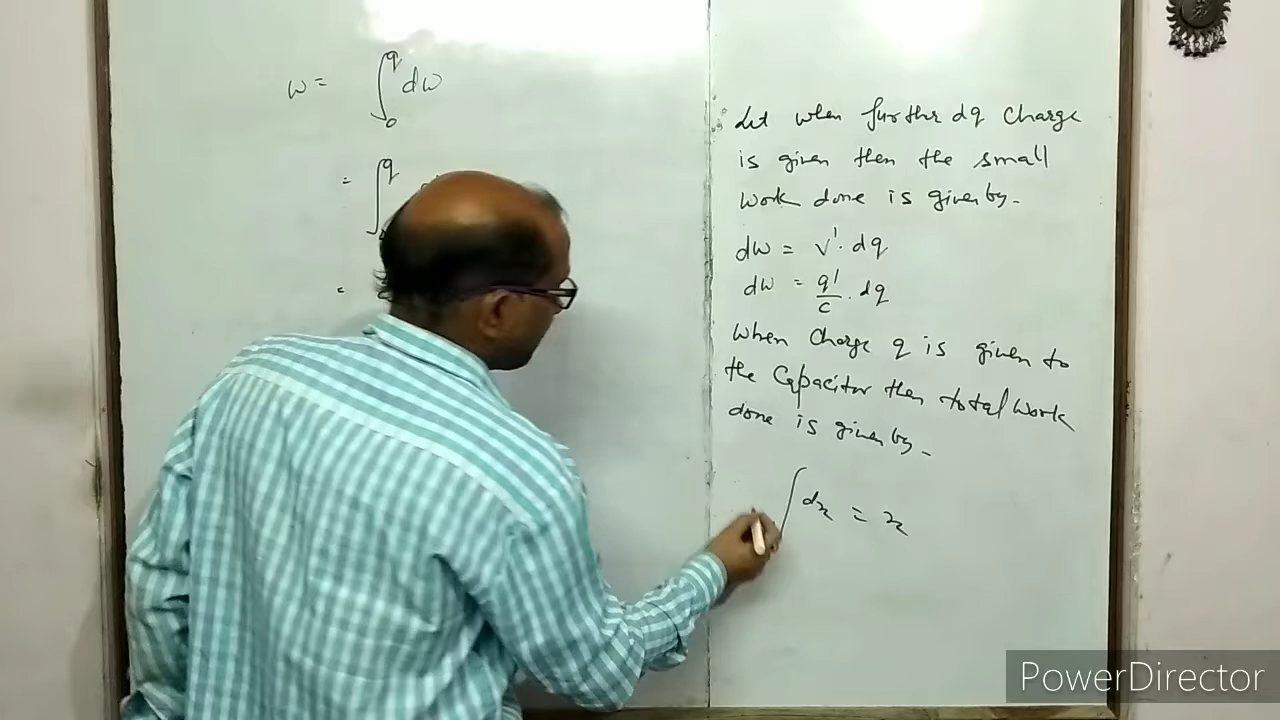 w = ∫₀^q dw
= ∫^q
=
Let when further dq charge
is given then the small
work done is given by-
dw = v'. dq
dw = q'/c . dq
when charge q is given to
the capacitor then total work
done is given by-
∫ dx = x
PowerDirector